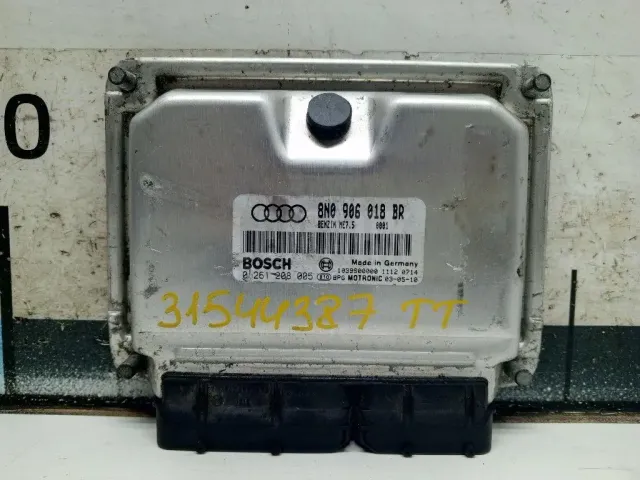 0
8N0 906 018 BR
BENZIN ME7.5 0001
BOSCH Made in Germany
1039S00000 1112 0714
0 261 208 005 BPG MOTRONIC 03-05-10
31544387 TT